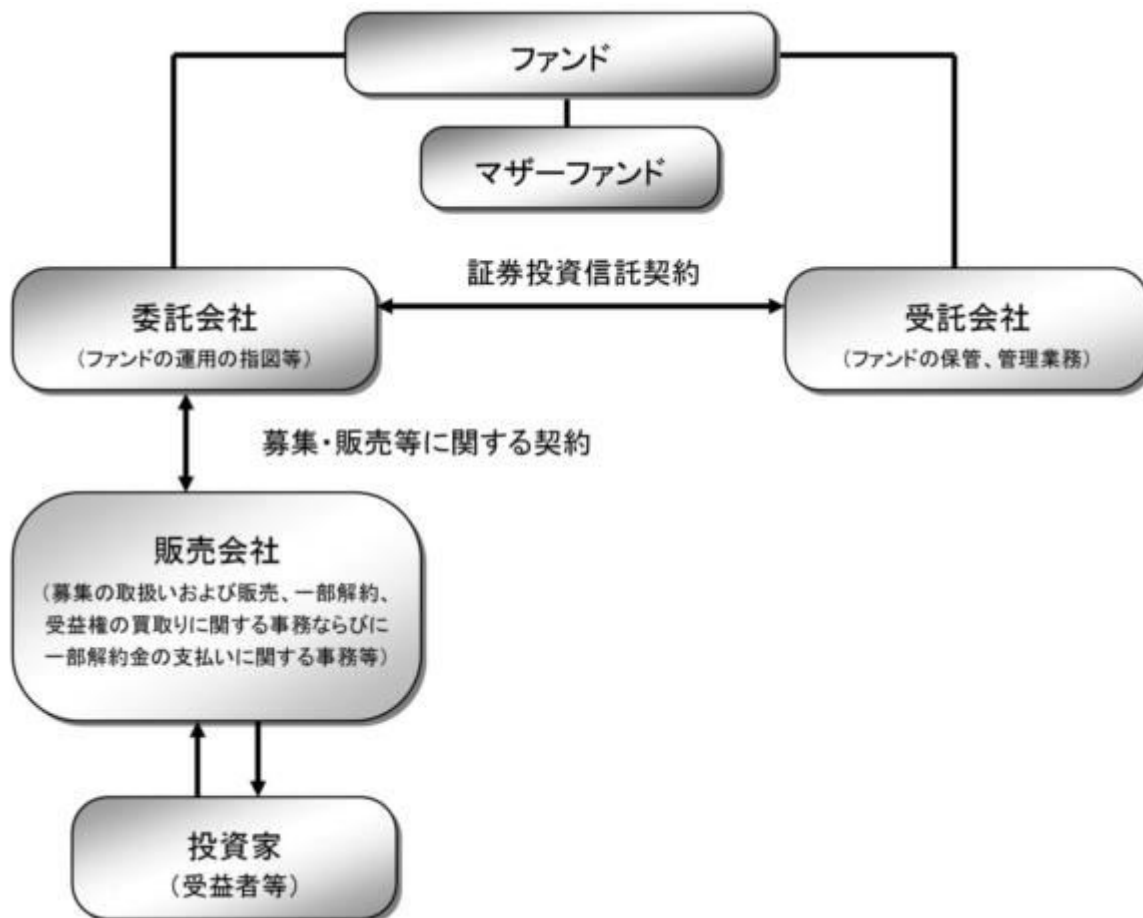 ファンド
マザーファンド
証券投資信託契約
委託会社
(ファンドの運用の指図等)
受託会社
(ファンドの保管、管理業務)
募集・販売等に関する契約
販売会社
(募集の取扱いおよび販売、一部解約、
受益権の買取りに関する事務ならびに
一部解約金の支払いに関する事務等)
投資家
(受益者等)